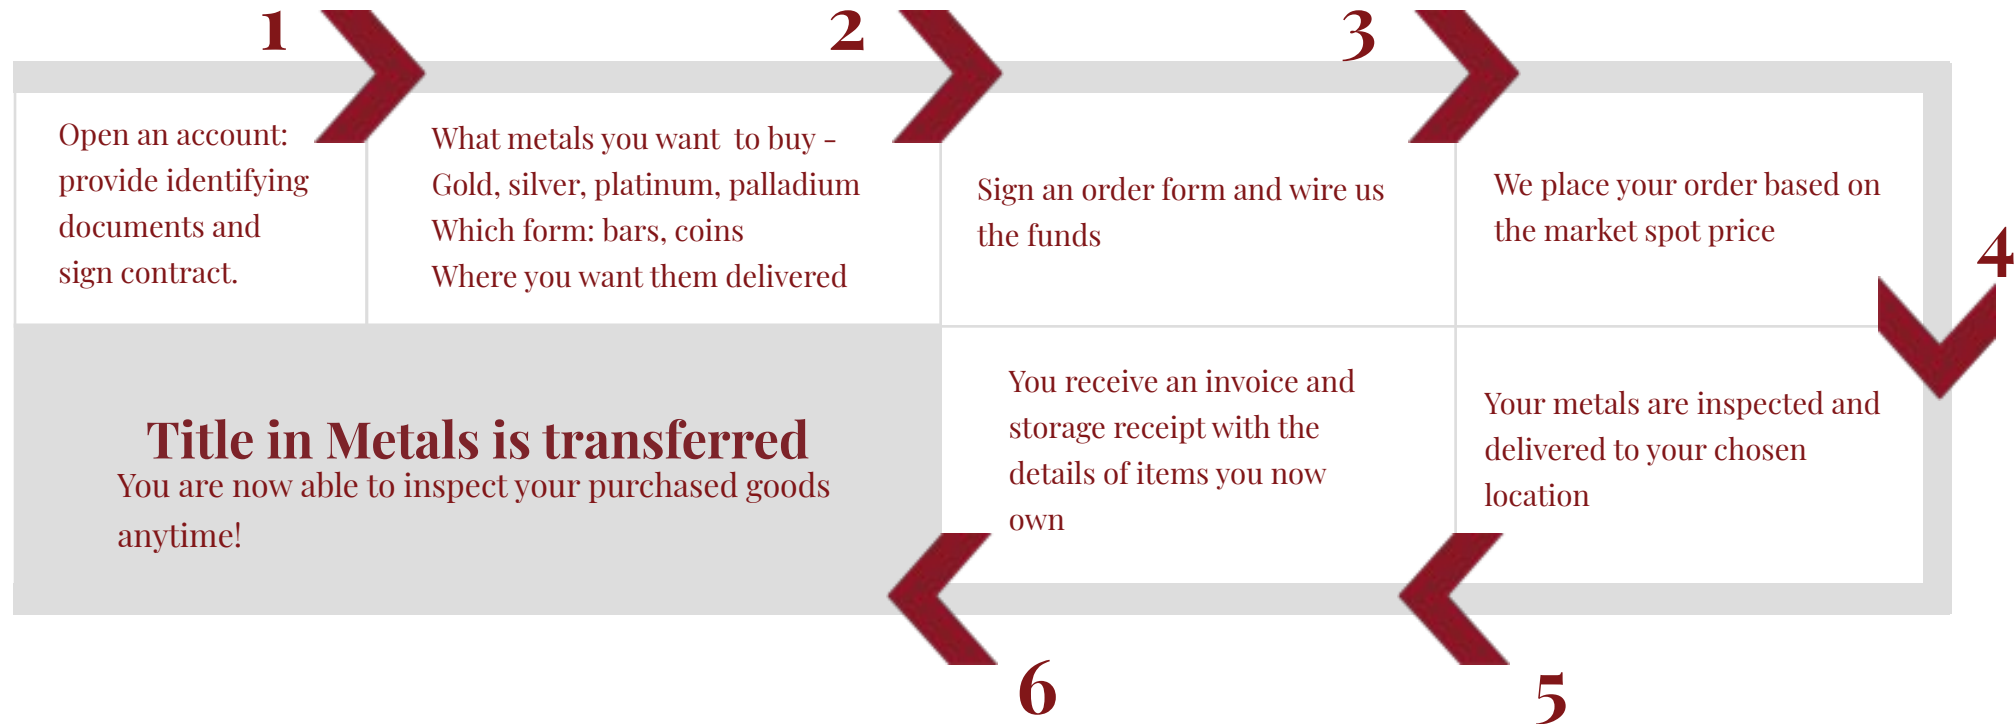 1
Open an account:
provide identifying
documents and
sign contract.
2
What metals you want to buy -
Gold, silver, platinum, palladium
Which form: bars, coins
Where you want them delivered
3
Sign an order form and wire us
the funds
4
We place your order based on
the market spot price
5
Your metals are inspected and
delivered to your chosen
location
6
You receive an invoice and
storage receipt with the
details of items you now
own
Title in Metals is transferred
You are now able to inspect your purchased goods
anytime!